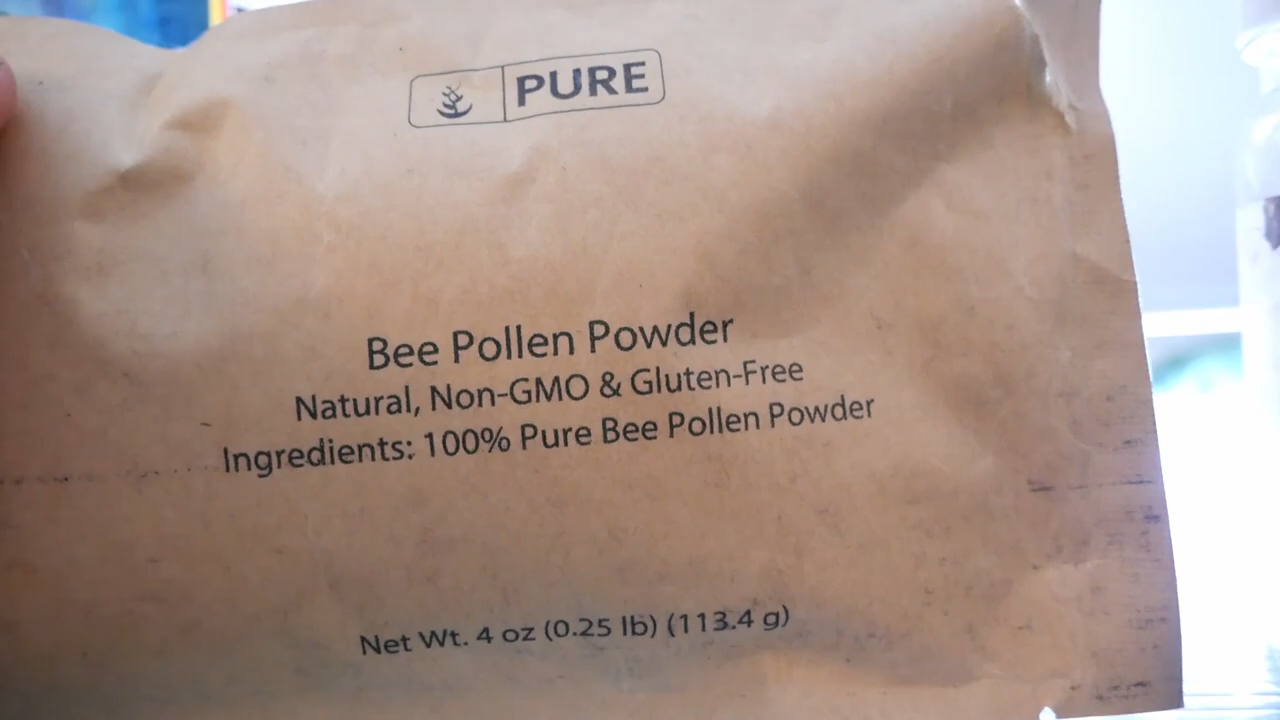 PURE
Bee Pollen Powder
Natural, Non-GMO & Gluten-Free
Ingredients: 100% Pure Bee Pollen Powder
Net Wt. 4 oz (0.25 lb) (113.4 g)